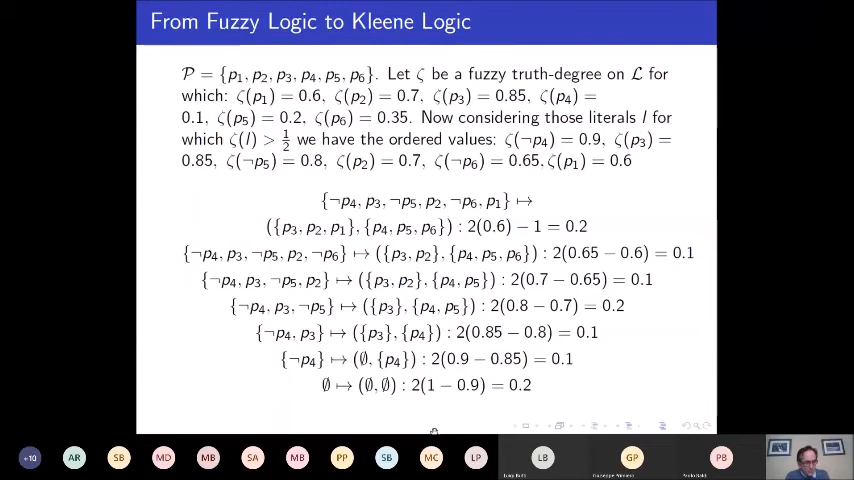 From Fuzzy Logic to Kleene Logic
𝒫 = {p₁, p₂, p₃, p₄, p₅, p₆}. Let ζ be a fuzzy truth-degree on ℒ for
which: ζ(p₁) = 0.6, ζ(p₂) = 0.7, ζ(p₃) = 0.85, ζ(p₄) =
0.1, ζ(p₅) = 0.2, ζ(p₆) = 0.35. Now considering those literals l for
which ζ(l) > ½ we have the ordered values: ζ(¬p₄) = 0.9, ζ(p₃) =
0.85, ζ(¬p₅) = 0.8, ζ(p₂) = 0.7, ζ(¬p₆) = 0.65, ζ(p₁) = 0.6
{¬p₄, p₃, ¬p₅, p₂, ¬p₆, p₁} ↦
({p₃, p₂, p₁}, {p₄, p₅, p₆}) : 2(0.6) − 1 = 0.2
{¬p₄, p₃, ¬p₅, p₂, ¬p₆} ↦ ({p₃, p₂}, {p₄, p₅, p₆}) : 2(0.65 − 0.6) = 0.1
{¬p₄, p₃, ¬p₅, p₂} ↦ ({p₃, p₂}, {p₄, p₅}) : 2(0.7 − 0.65) = 0.1
{¬p₄, p₃, ¬p₅} ↦ ({p₃}, {p₄, p₅}) : 2(0.8 − 0.7) = 0.2
{¬p₄, p₃} ↦ ({p₃}, {p₄}) : 2(0.85 − 0.8) = 0.1
{¬p₄} ↦ (∅, {p₄}) : 2(0.9 − 0.85) = 0.1
∅ ↦ (∅, ∅) : 2(1 − 0.9) = 0.2
+10 AR SB MD MB SA MB PP SB MC LP LB GP PB
Giuseppe Primiero
Paolo Baldi